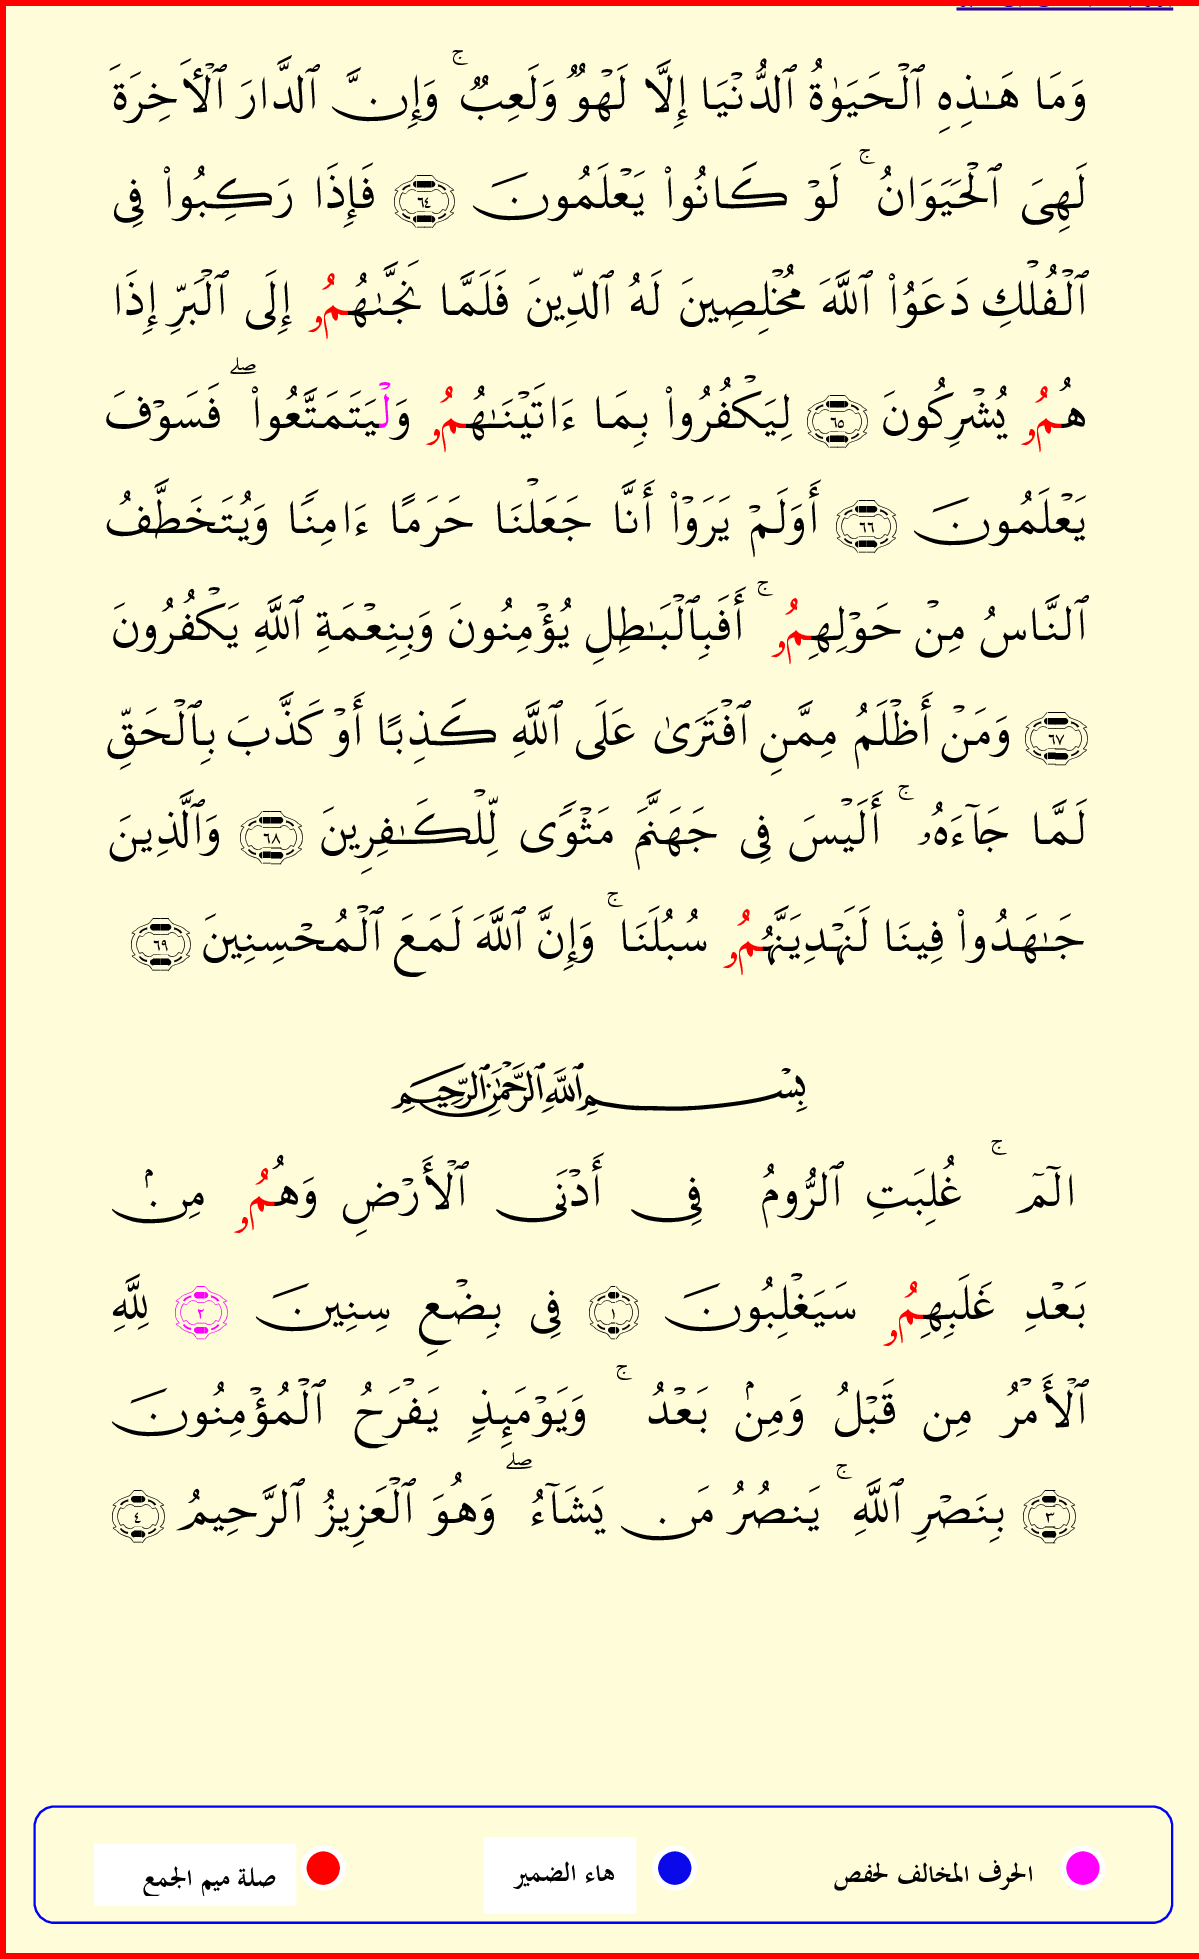 وَمَا هَـٰذِهِ ٱلْحَيَوٰةُ ٱلدُّنْيَا إِلَّا لَهْوٌ وَلَعِبٌ ۚ وَإِنَّ ٱلدَّارَ ٱلْأَخِرَةَ
لَهِىَ ٱلْحَيَوَانُ ۚ لَوْ كَانُوا۟ يَعْلَمُونَ ٦٤ فَإِذَا رَكِبُوا۟ فِى
ٱلْفُلْكِ دَعَوُا۟ ٱللَّهَ مُخْلِصِينَ لَهُ ٱلدِّينَ فَلَمَّا نَجَّىٰهُمُۥ إِلَى ٱلْبَرِّ إِذَا
هُمُۥ يُشْرِكُونَ ٦٥ لِيَكْفُرُوا۟ بِمَا ءَاتَيْنَـٰهُمُۥ وَلْيَتَمَتَّعُوا۟ ۖ فَسَوْفَ
يَعْلَمُونَ ٦٦ أَوَلَمْ يَرَوْا۟ أَنَّا جَعَلْنَا حَرَمًا ءَامِنًا وَيُتَخَطَّفُ
ٱلنَّاسُ مِنْ حَوْلِهِمُۥ ۚ أَفَبِٱلْبَـٰطِلِ يُؤْمِنُونَ وَبِنِعْمَةِ ٱللَّهِ يَكْفُرُونَ
٦٧ وَمَنْ أَظْلَمُ مِمَّنِ ٱفْتَرَىٰ عَلَى ٱللَّهِ كَذِبًا أَوْ كَذَّبَ بِٱلْحَقِّ
لَمَّا جَآءَهُۥ ۚ أَلَيْسَ فِى جَهَنَّمَ مَثْوًى لِّلْكَـٰفِرِينَ ٦٨ وَٱلَّذِينَ
جَـٰهَدُوا۟ فِينَا لَنَهْدِيَنَّهُمُۥ سُبُلَنَا ۚ وَإِنَّ ٱللَّهَ لَمَعَ ٱلْمُحْسِنِينَ ٦٩
بِسْمِ ٱللَّهِ ٱلرَّحْمَـٰنِ ٱلرَّحِيمِ
الٓمٓ ۚ غُلِبَتِ ٱلرُّومُ فِى أَدْنَى ٱلْأَرْضِ وَهُمُۥ مِنۢ
بَعْدِ غَلَبِهِمُۥ سَيَغْلِبُونَ ١ فِى بِضْعِ سِنِينَ ٢ لِلَّهِ
ٱلْأَمْرُ مِن قَبْلُ وَمِنۢ بَعْدُ ۚ وَيَوْمَئِذٍ يَفْرَحُ ٱلْمُؤْمِنُونَ
٣ بِنَصْرِ ٱللَّهِ ۚ يَنصُرُ مَن يَشَآءُ ۖ وَهُوَ ٱلْعَزِيزُ ٱلرَّحِيمُ ٤
الحرف المخالف لحفص هاء الضمير صلة ميم الجمع